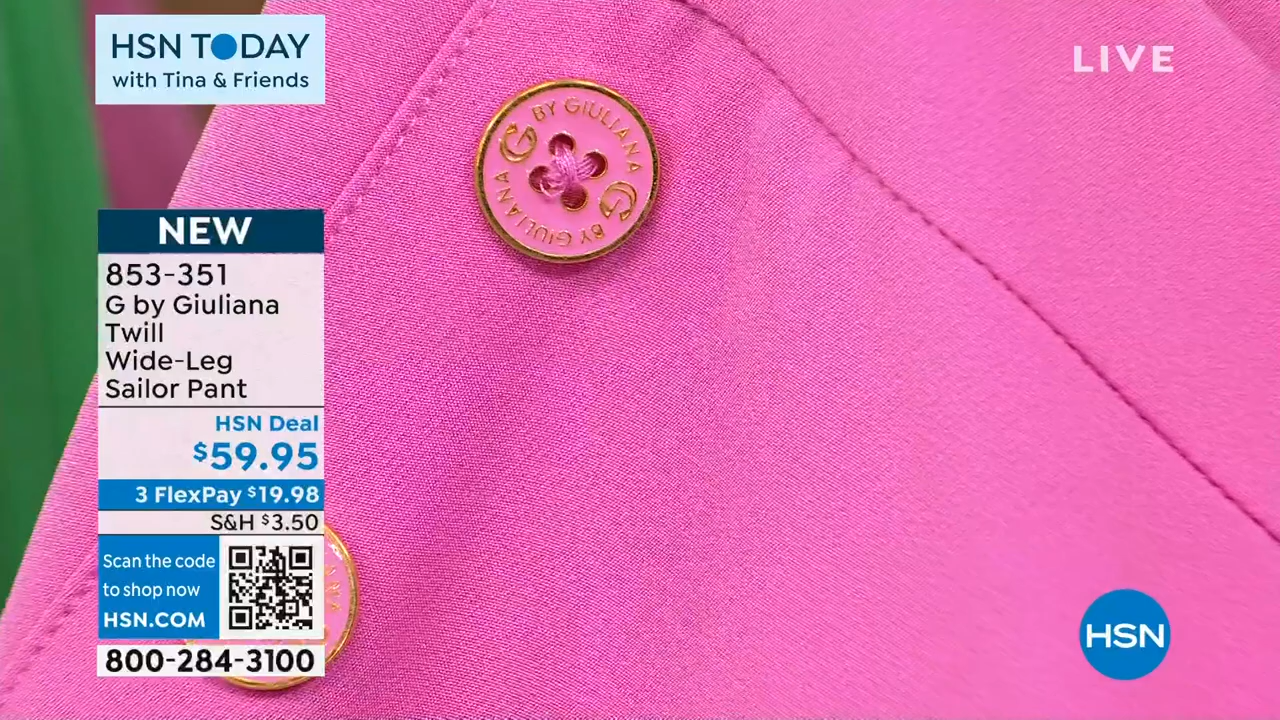 HSN TODAY
with Tina & Friends
LIVE
NEW
853-351
G by Giuliana
Twill
Wide-Leg
Sailor Pant
HSN Deal
$59.95
3 FlexPay $19.98
S&H $3.50
Scan the code
to shop now
HSN.COM
800-284-3100
G BY GIULIANA
G BY GIULIANA
HSN